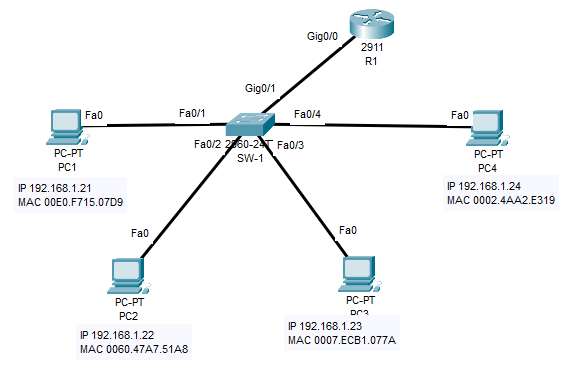 Gig0/0
2911
R1
Gig0/1
Fa0
Fa0/1
Fa0/4
Fa0
Fa0/2
2960-24T
Fa0/3
SW-1
PC-PT
PC1
PC-PT
PC4
IP 192.168.1.21
MAC 00E0.F715.07D9
IP 192.168.1.24
MAC 0002.4AA2.E319
Fa0
Fa0
PC-PT
PC2
PC-PT
PC3
IP 192.168.1.22
MAC 0060.47A7.51A8
IP 192.168.1.23
MAC 0007.ECB1.077A